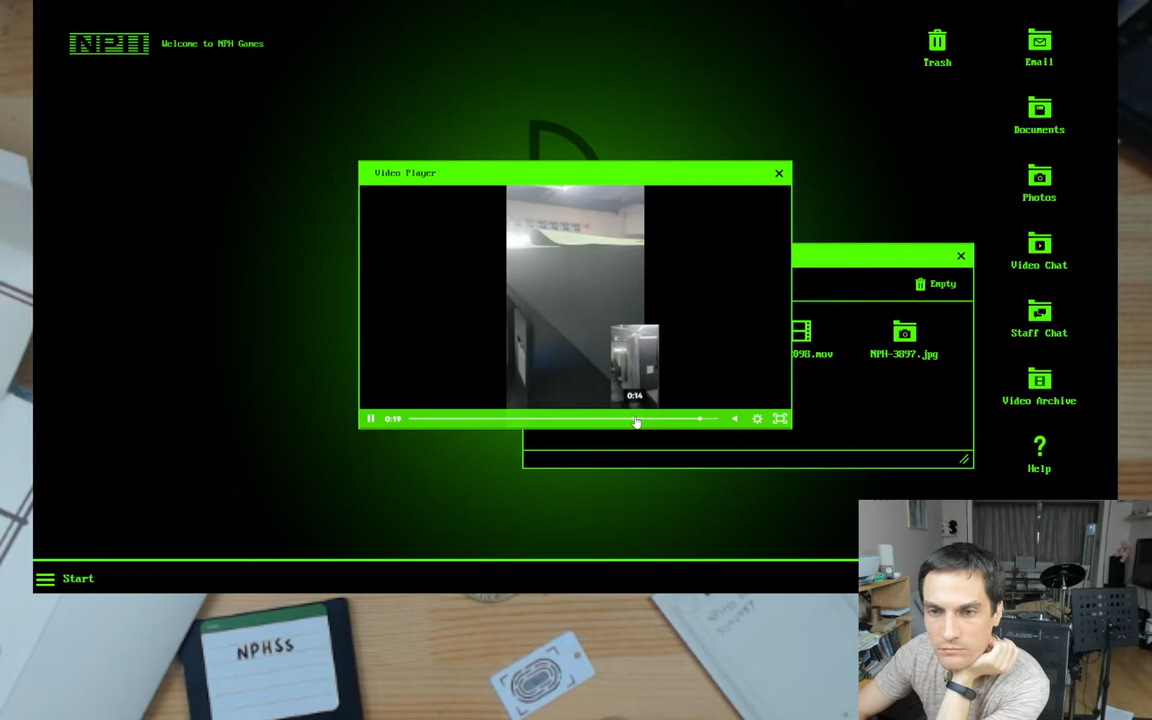 NPH Welcome to NPH Games
Trash
Email
Documents
Photos
Video Chat
Staff Chat
Video Archive
Help
Video Player
Empty
098.mov
NPH-3897.jpg
0:14
0:19
Start
NPHSs